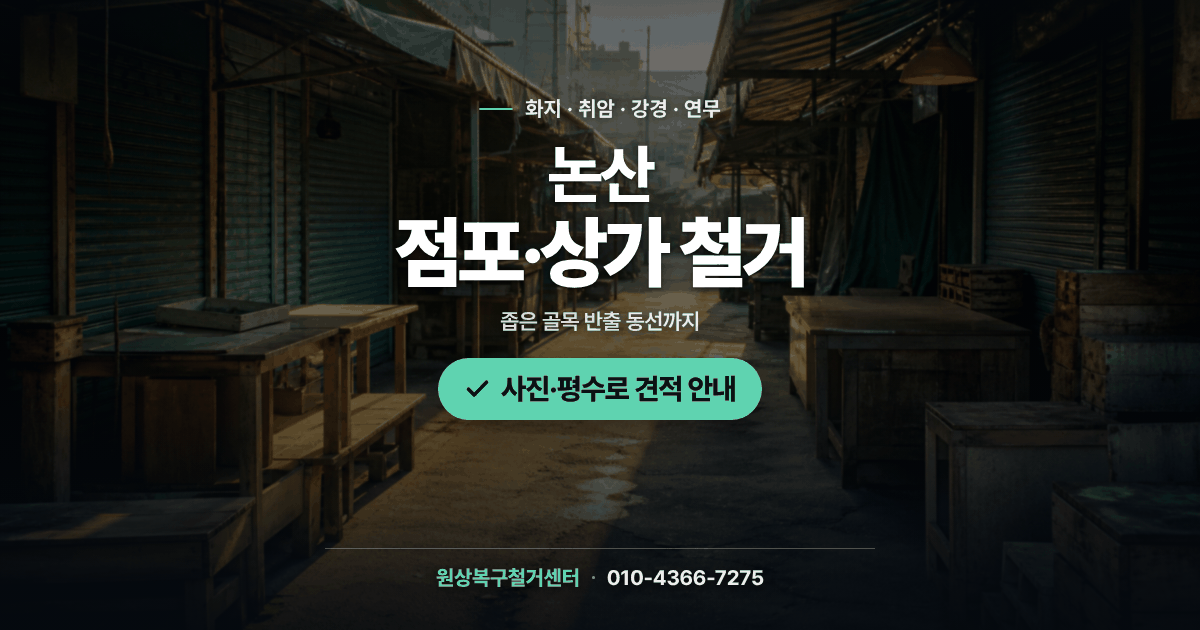 화지 · 취암 · 강경 · 연무
논산
점포·상가 철거
좁은 골목 반출 동선까지
사진·평수로 견적 안내
원상복구철거센터 · 010-4366-7275